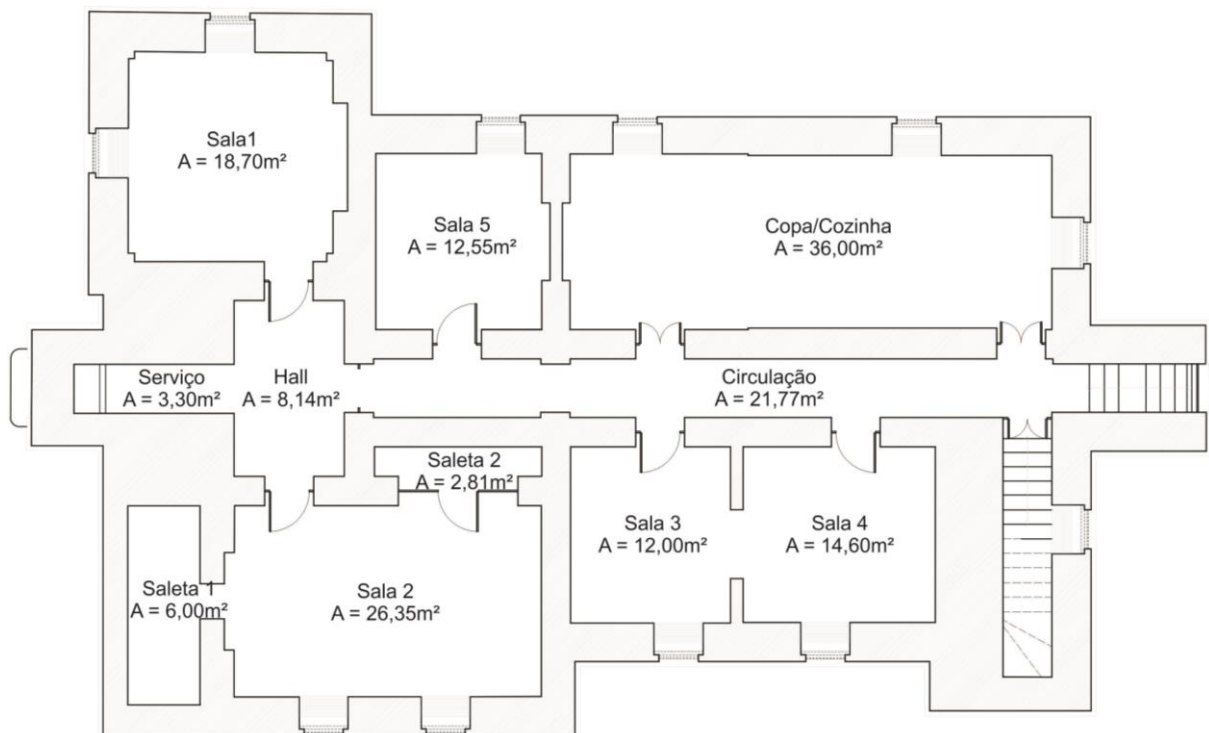 Sala1
A = 18,70m²
Sala 5
A = 12,55m²
Copa/Cozinha
A = 36,00m²
Serviço
A = 3,30m²
Hall
A = 8,14m²
Circulação
A = 21,77m²
Saleta 2
A = 2,81m²
Sala 3
A = 12,00m²
Sala 4
A = 14,60m²
Saleta 1
A = 6,00m²
Sala 2
A = 26,35m²